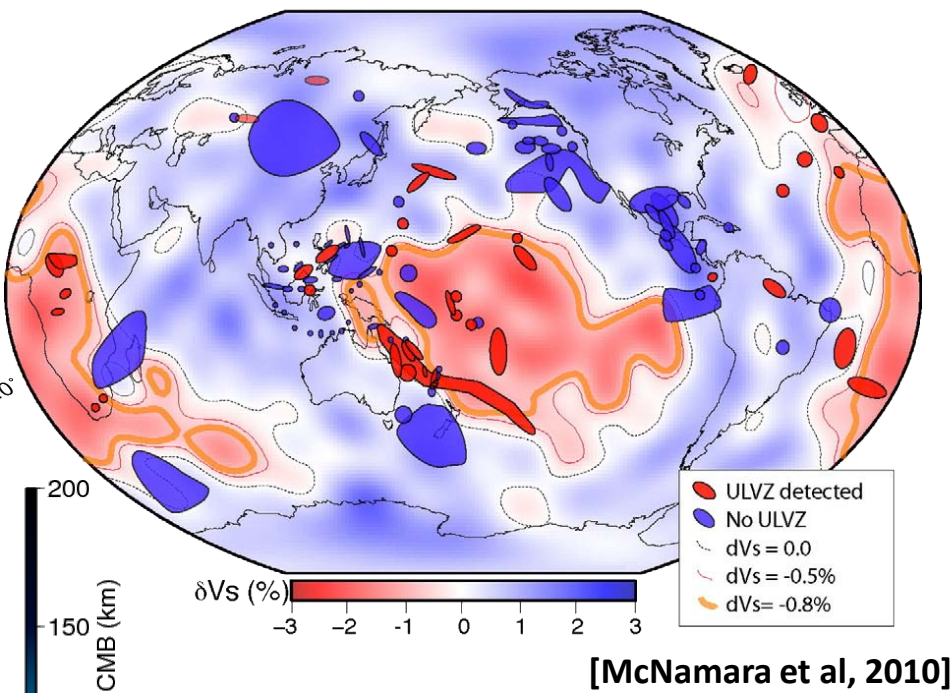 0°
200
150
CMB (km)
δVs (%)
−3 −2 -1 0 1 2 3
ULVZ detected
No ULVZ
dVs = 0.0
dVs = -0.5%
dVs= -0.8%
[McNamara et al, 2010]